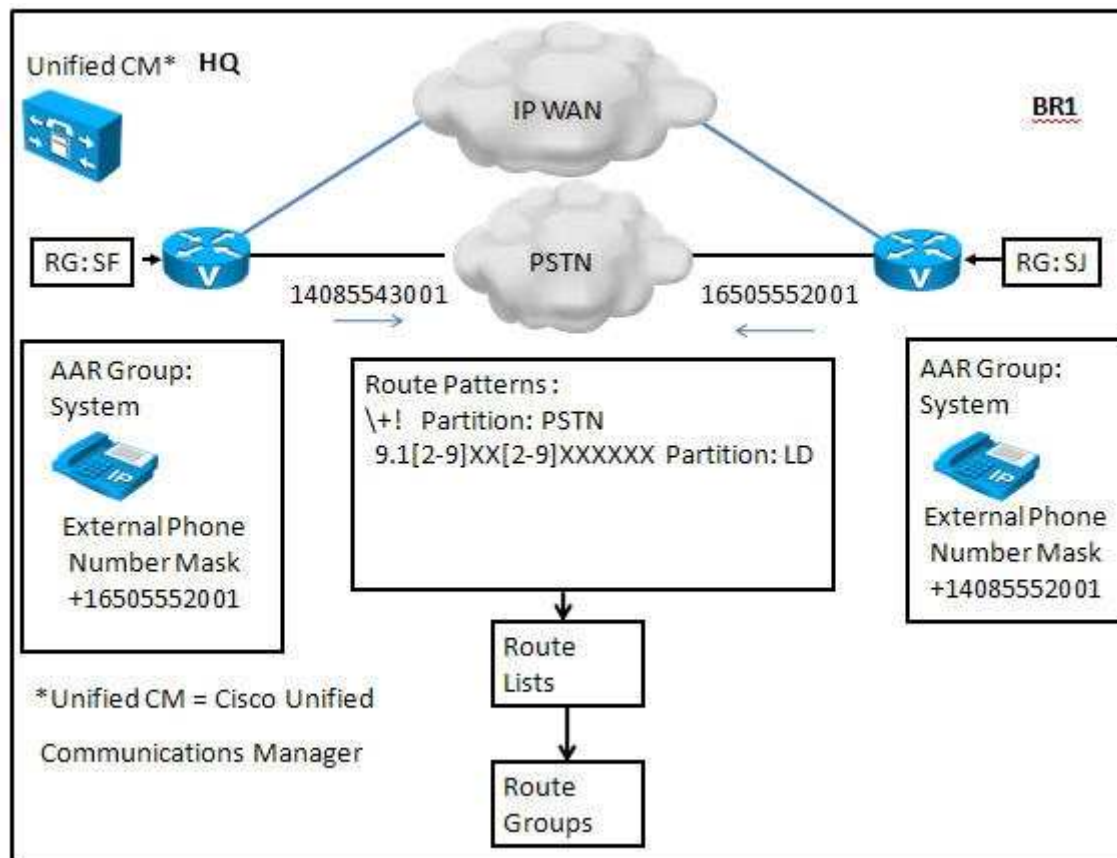 Unified CM* HQ
IP WAN
BR1
RG: SF
V
PSTN
V
RG: SJ
14085543001
16505552001
AAR Group:
System
IP
External Phone
Number Mask
+16505552001
Route Patterns :
\+! Partition: PSTN
9.1[2-9]XX[2-9]XXXXXX Partition: LD
AAR Group:
System
IP
External Phone
Number Mask
+14085552001
Route
Lists
*Unified CM = Cisco Unified
Communications Manager
Route
Groups